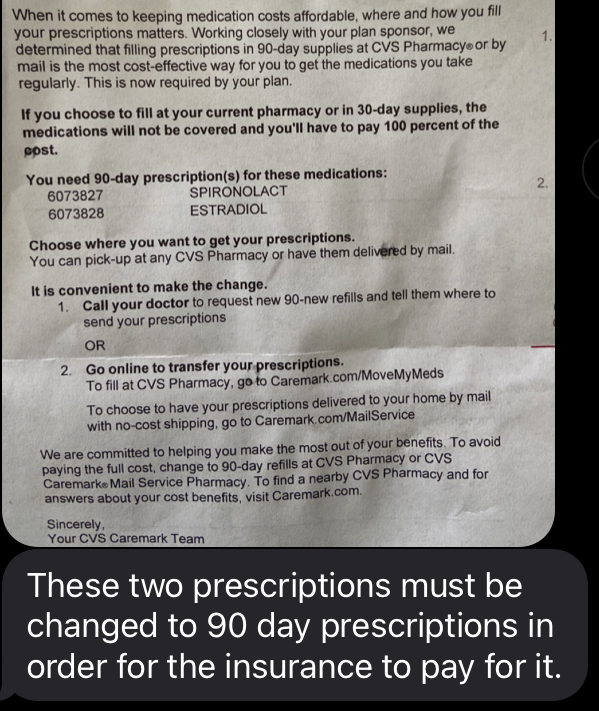 When it comes to keeping medication costs affordable, where and how you fill
your prescriptions matters. Working closely with your plan sponsor, we
determined that filling prescriptions in 90-day supplies at CVS Pharmacy® or by
mail is the most cost-effective way for you to get the medications you take
regularly. This is now required by your plan.
1.
If you choose to fill at your current pharmacy or in 30-day supplies, the
medications will not be covered and you'll have to pay 100 percent of the
cost.
You need 90-day prescription(s) for these medications:
2.
6073827 SPIRONOLACT
6073828 ESTRADIOL
Choose where you want to get your prescriptions.
You can pick-up at any CVS Pharmacy or have them delivered by mail.
It is convenient to make the change.
1. Call your doctor to request new 90-new refills and tell them where to
send your prescriptions
OR
2. Go online to transfer your prescriptions.
To fill at CVS Pharmacy, go to Caremark.com/MoveMyMeds
To choose to have your prescriptions delivered to your home by mail
with no-cost shipping, go to Caremark.com/MailService
We are committed to helping you make the most out of your benefits. To avoid
paying the full cost, change to 90-day refills at CVS Pharmacy or CVS
Caremark® Mail Service Pharmacy. To find a nearby CVS Pharmacy and for
answers about your cost benefits, visit Caremark.com.
Sincerely,
Your CVS Caremark Team
These two prescriptions must be
changed to 90 day prescriptions in
order for the insurance to pay for it.